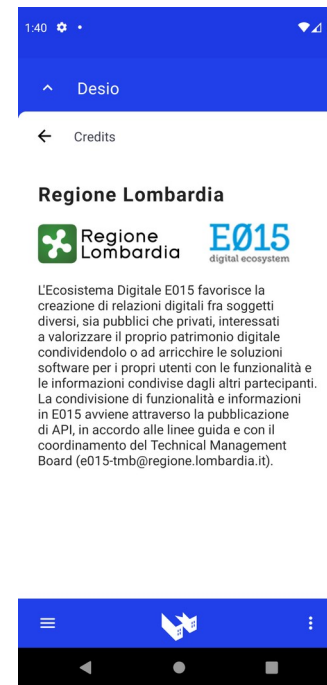 1:40
Desio
Credits
Regione Lombardia
Regione
Lombardia
EØ15
digital ecosystem
L'Ecosistema Digitale E015 favorisce la
creazione di relazioni digitali fra soggetti
diversi, sia pubblici che privati, interessati
a valorizzare il proprio patrimonio digitale
condividendolo o ad arricchire le soluzioni
software per i propri utenti con le funzionalità e
le informazioni condivise dagli altri partecipanti.
La condivisione di funzionalità e informazioni
in E015 avviene attraverso la pubblicazione
di API, in accordo alle linee guida e con il
coordinamento del Technical Management
Board (e015-tmb@regione.lombardia.it).